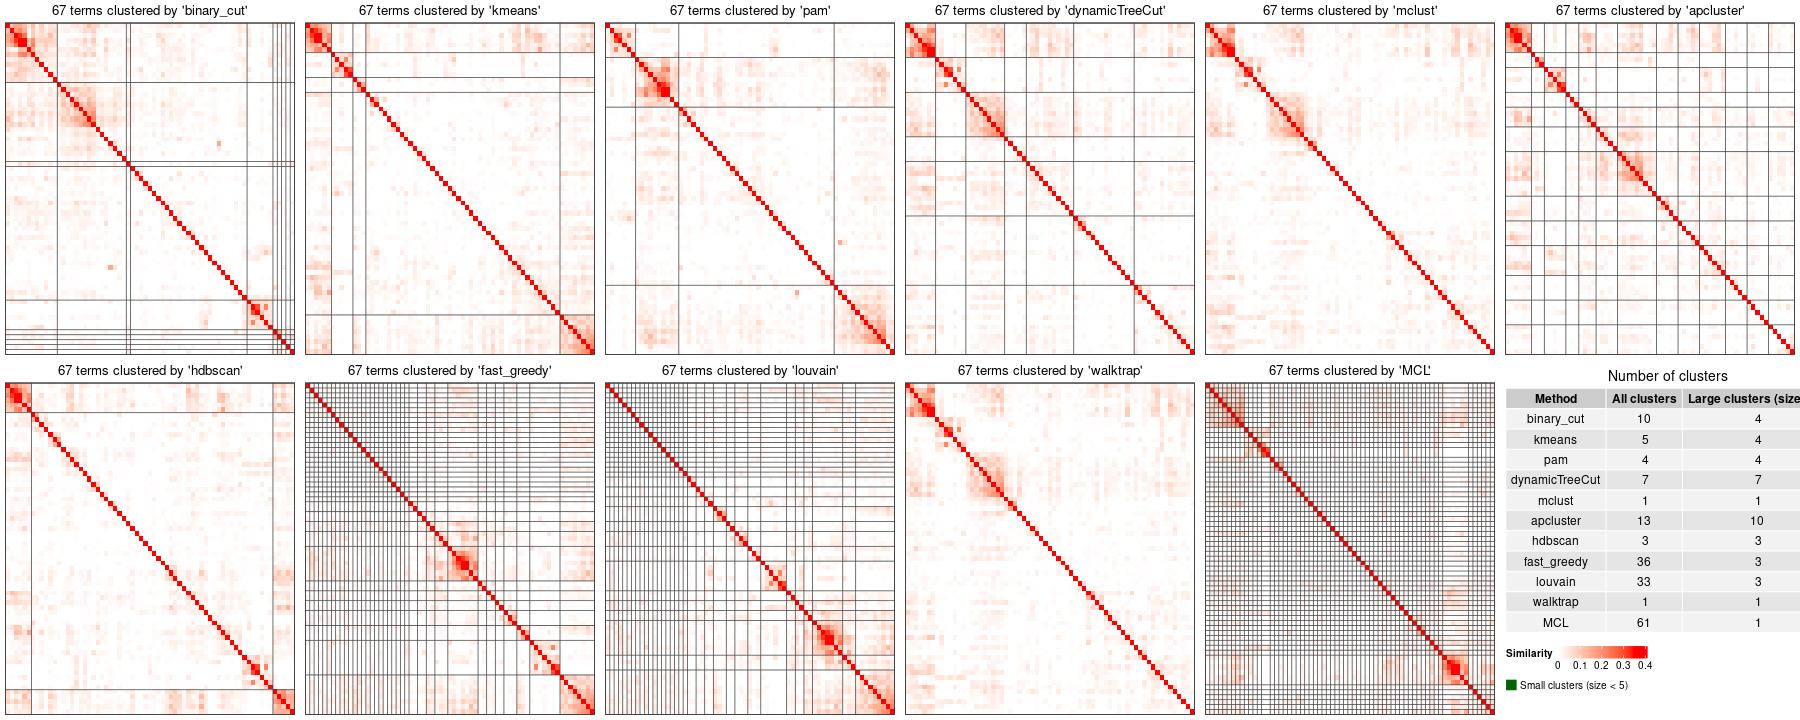 67 terms clustered by 'binary_cut'
67 terms clustered by 'kmeans'
67 terms clustered by 'pam'
67 terms clustered by 'dynamicTreeCut'
67 terms clustered by 'mclust'
67 terms clustered by 'apcluster'
67 terms clustered by 'hdbscan'
67 terms clustered by 'fast_greedy'
67 terms clustered by 'louvain'
67 terms clustered by 'walktrap'
67 terms clustered by 'MCL'
Number of clusters
Method All clusters Large clusters (size
binary_cut 10 4
kmeans 5 4
pam 4 4
dynamicTreeCut 7 7
mclust 1 1
apcluster 13 10
hdbscan 3 3
fast_greedy 36 3
louvain 33 3
walktrap 1 1
MCL 61 1
Similarity
0 0.1 0.2 0.3 0.4
Small clusters (size < 5)